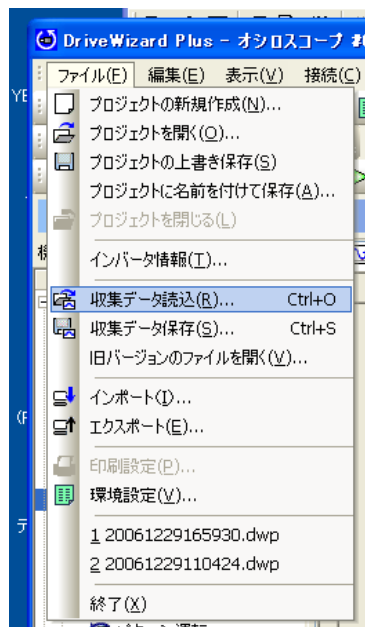 DriveWizard Plus - オシロスコープ
ファイル(F) 編集(E) 表示(V) 接続(C)
プロジェクトの新規作成(N)...
プロジェクトを開く(O)...
プロジェクトの上書き保存(S)
プロジェクトに名前を付けて保存(A)...
プロジェクトを閉じる(L)
インバータ情報(I)...
収集データ読込(R)... Ctrl+O
収集データ保存(S)... Ctrl+S
旧バージョンのファイルを開く(V)...
インポート(I)...
エクスポート(E)...
印刷設定(P)...
環境設定(V)...
1 20061229165930.dwp
2 20061229110424.dwp
終了(X)